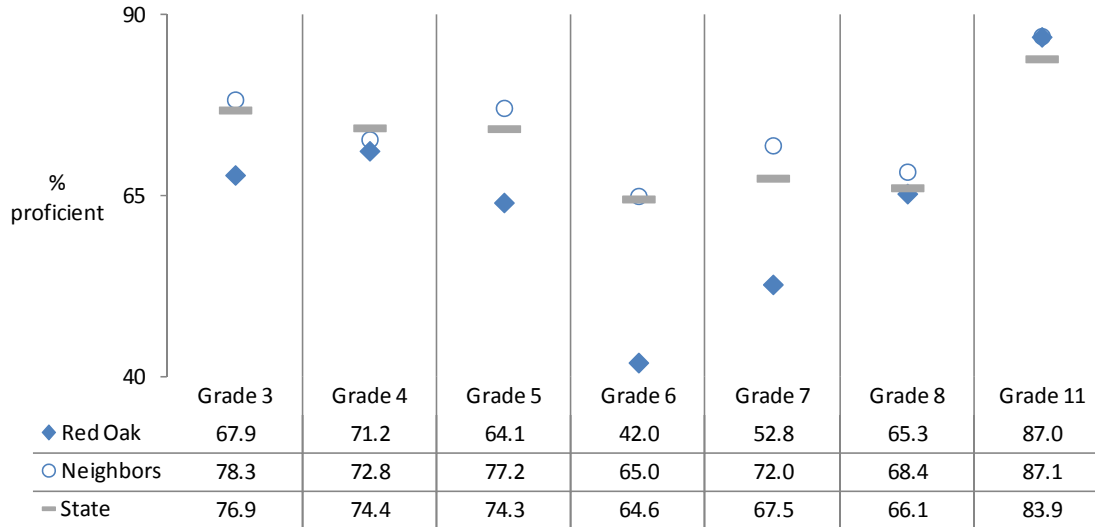 90
%
proficient
65
40
Grade 3 Grade 4 Grade 5 Grade 6 Grade 7 Grade 8 Grade 11
Red Oak 67.9 71.2 64.1 42.0 52.8 65.3 87.0
Neighbors 78.3 72.8 77.2 65.0 72.0 68.4 87.1
State 76.9 74.4 74.3 64.6 67.5 66.1 83.9